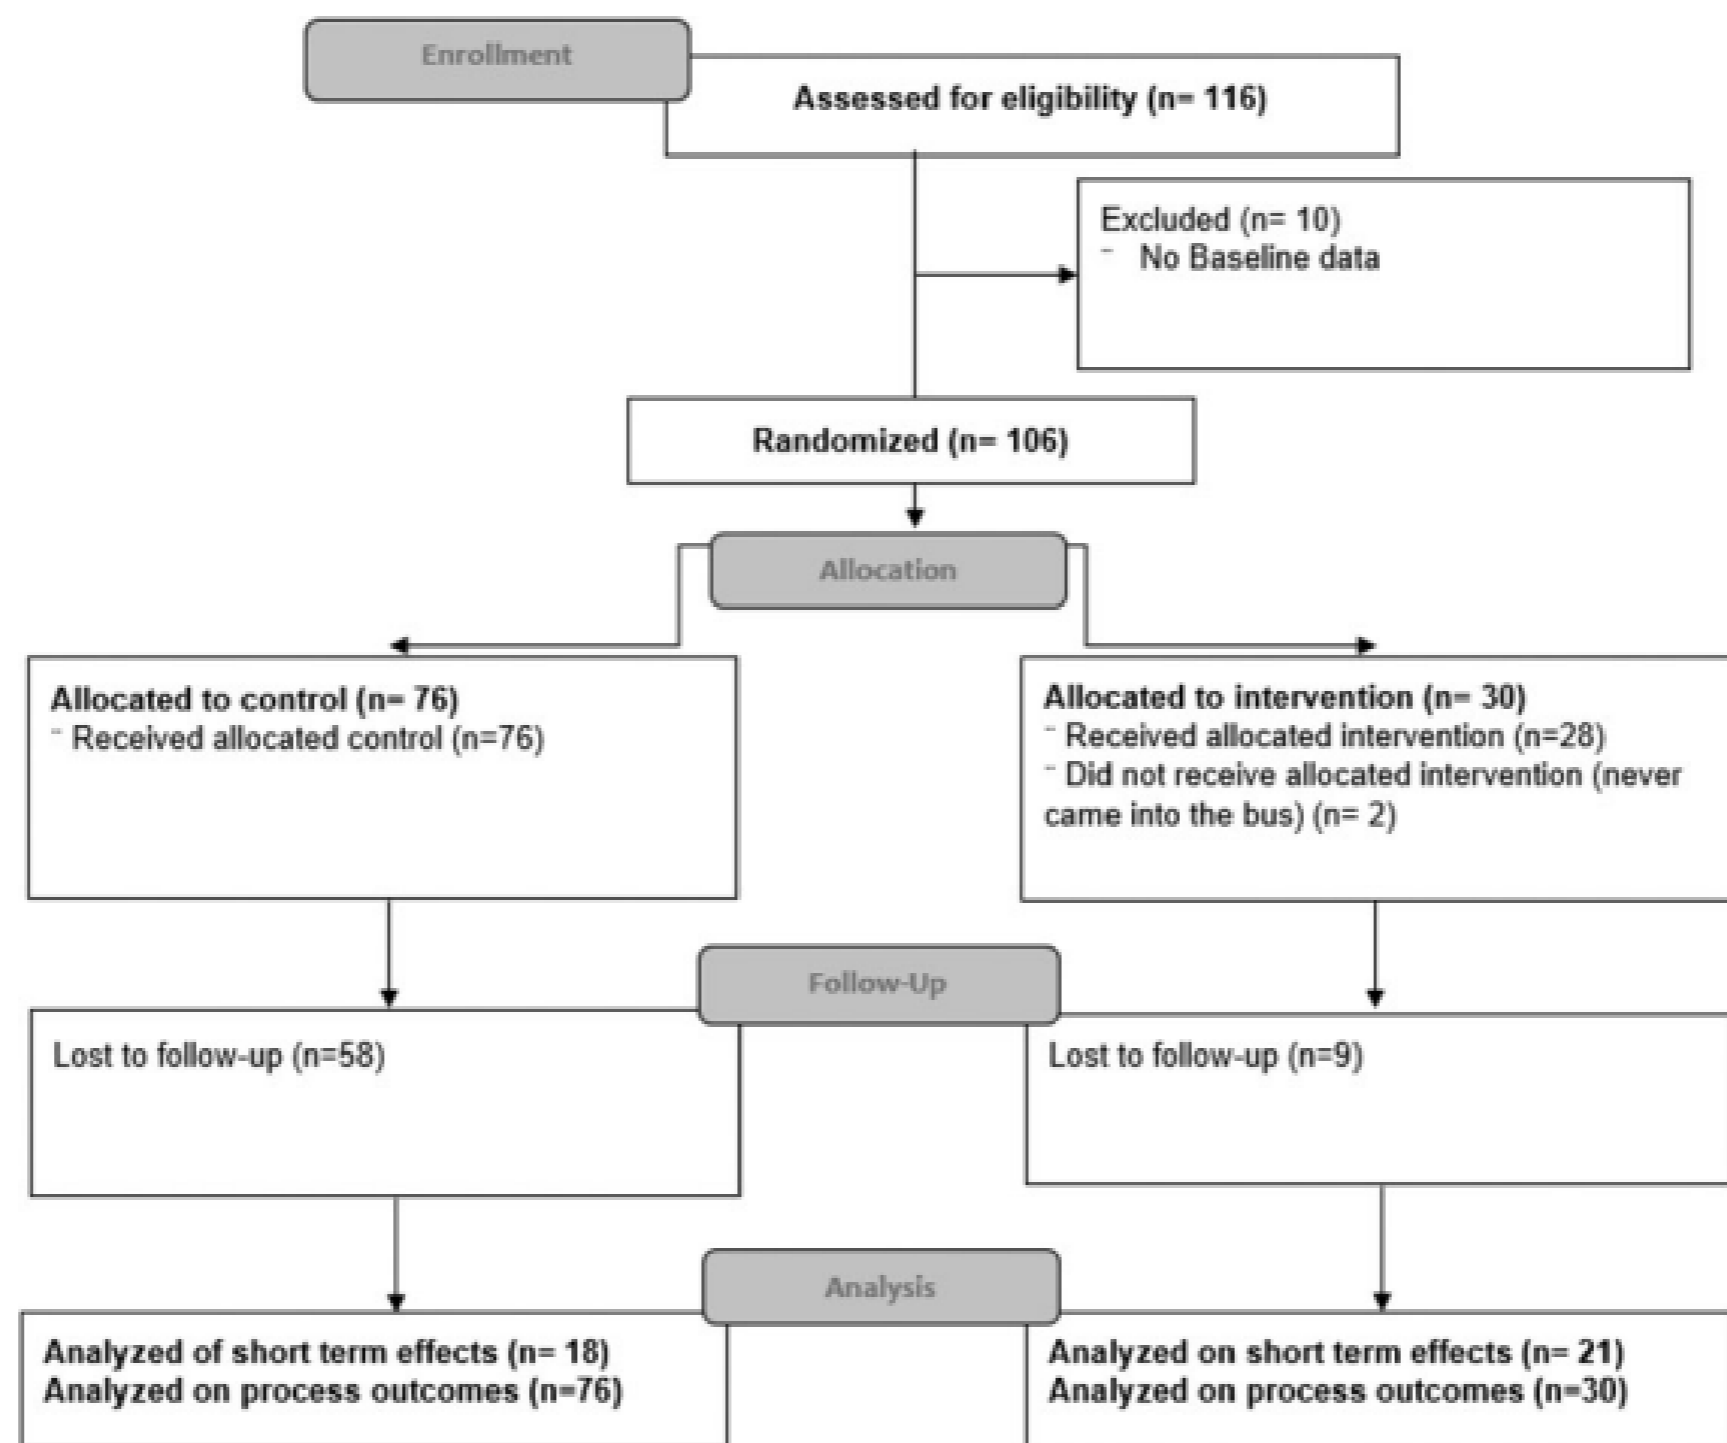 Enrollment
Assessed for eligibility (n= 116)
Excluded (n= 10)
- No Baseline data
Randomized (n= 106)
Allocation
Allocated to control (n= 76)
- Received allocated control (n=76)
Allocated to intervention (n= 30)
- Received allocated intervention (n=28)
- Did not receive allocated intervention (never
came into the bus) (n= 2)
Follow-Up
Lost to follow-up (n=58)
Lost to follow-up (n=9)
Analysis
Analyzed of short term effects (n= 18)
Analyzed on process outcomes (n=76)
Analyzed on short term effects (n= 21)
Analyzed on process outcomes (n=30)